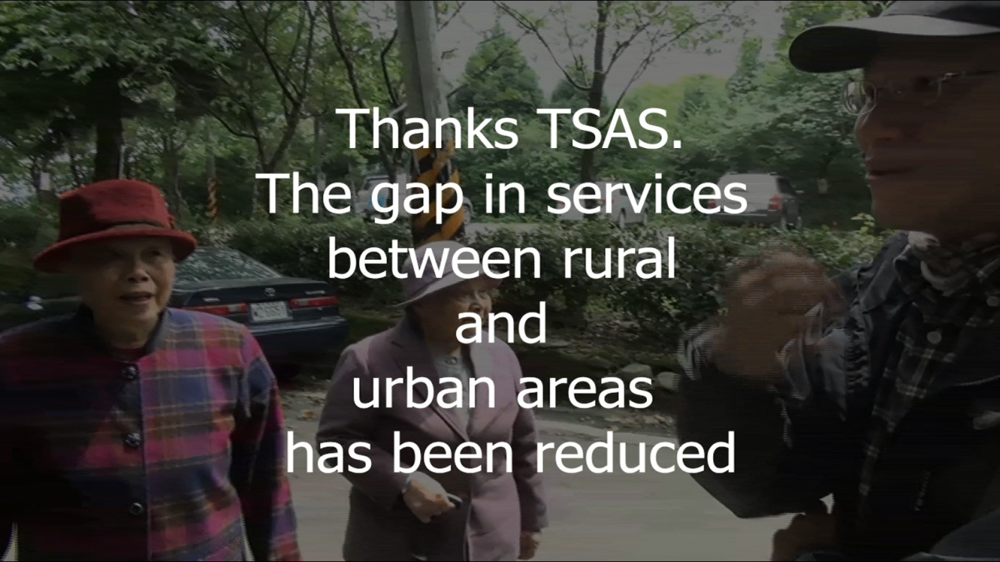 Thanks TSAS.
The gap in services
between rural
and
urban areas
has been reduced